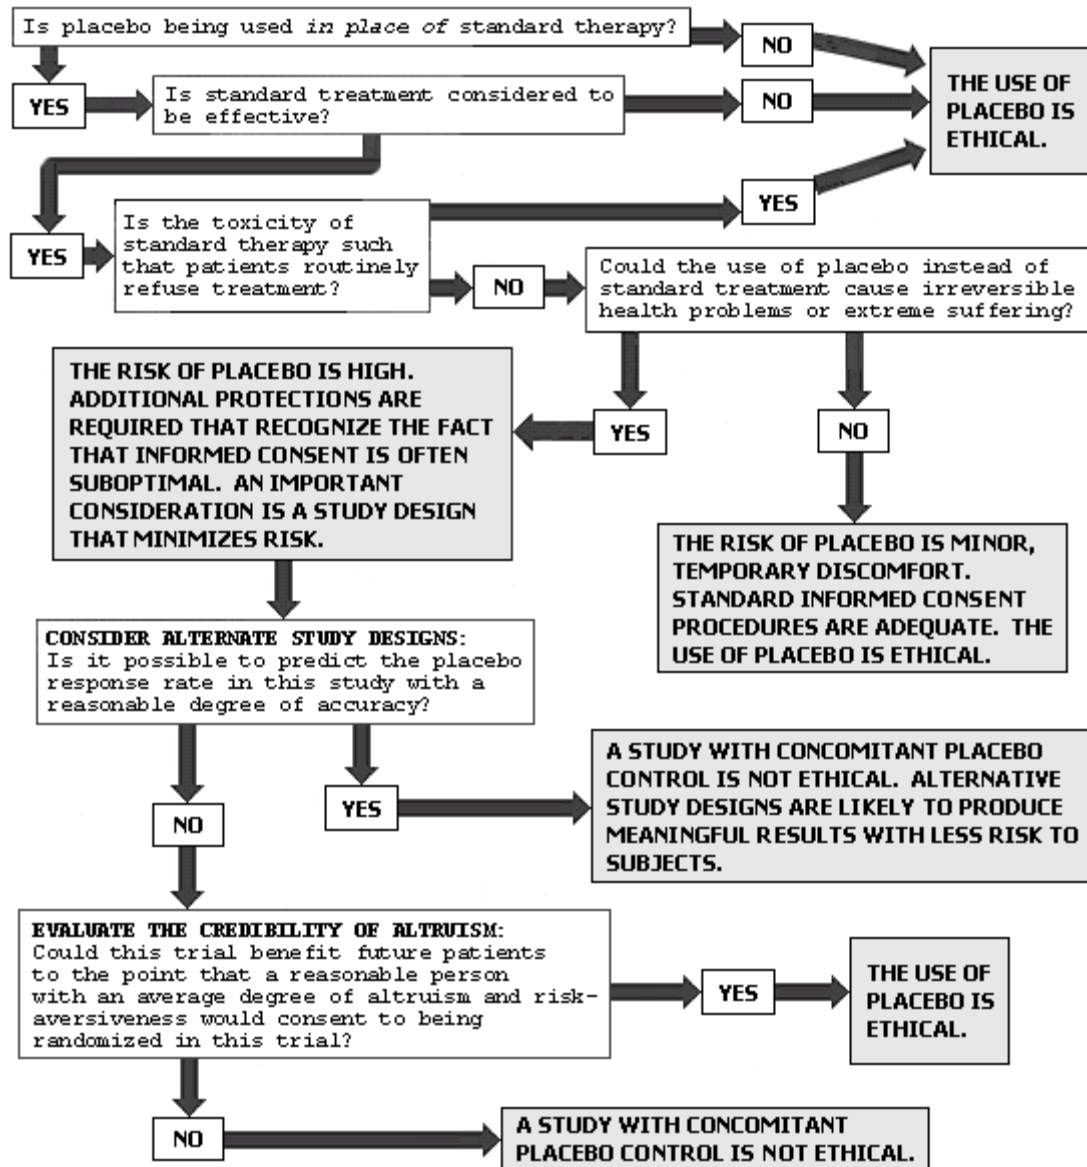 Is placebo being used in place of standard therapy?
NO
YES
Is standard treatment considered to
be effective?
NO
THE USE OF
PLACEBO IS
ETHICAL.
YES
Is the toxicity of
standard therapy such
that patients routinely
refuse treatment?
YES
NO
Could the use of placebo instead of
standard treatment cause irreversible
health problems or extreme suffering?
YES
NO
THE RISK OF PLACEBO IS HIGH.
ADDITIONAL PROTECTIONS ARE
REQUIRED THAT RECOGNIZE THE FACT
THAT INFORMED CONSENT IS OFTEN
SUBOPTIMAL. AN IMPORTANT
CONSIDERATION IS A STUDY DESIGN
THAT MINIMIZES RISK.
THE RISK OF PLACEBO IS MINOR,
TEMPORARY DISCOMFORT.
STANDARD INFORMED CONSENT
PROCEDURES ARE ADEQUATE. THE
USE OF PLACEBO IS ETHICAL.
CONSIDER ALTERNATE STUDY DESIGNS:
Is it possible to predict the placebo
response rate in this study with a
reasonable degree of accuracy?
NO
YES
A STUDY WITH CONCOMITANT PLACEBO
CONTROL IS NOT ETHICAL. ALTERNATIVE
STUDY DESIGNS ARE LIKELY TO PRODUCE
MEANINGFUL RESULTS WITH LESS RISK TO
SUBJECTS.
EVALUATE THE CREDIBILITY OF ALTRUISM:
Could this trial benefit future patients
to the point that a reasonable person
with an average degree of altruism and risk-
aversiveness would consent to being
randomized in this trial?
YES
THE USE OF
PLACEBO IS
ETHICAL.
NO
A STUDY WITH CONCOMITANT
PLACEBO CONTROL IS NOT ETHICAL.